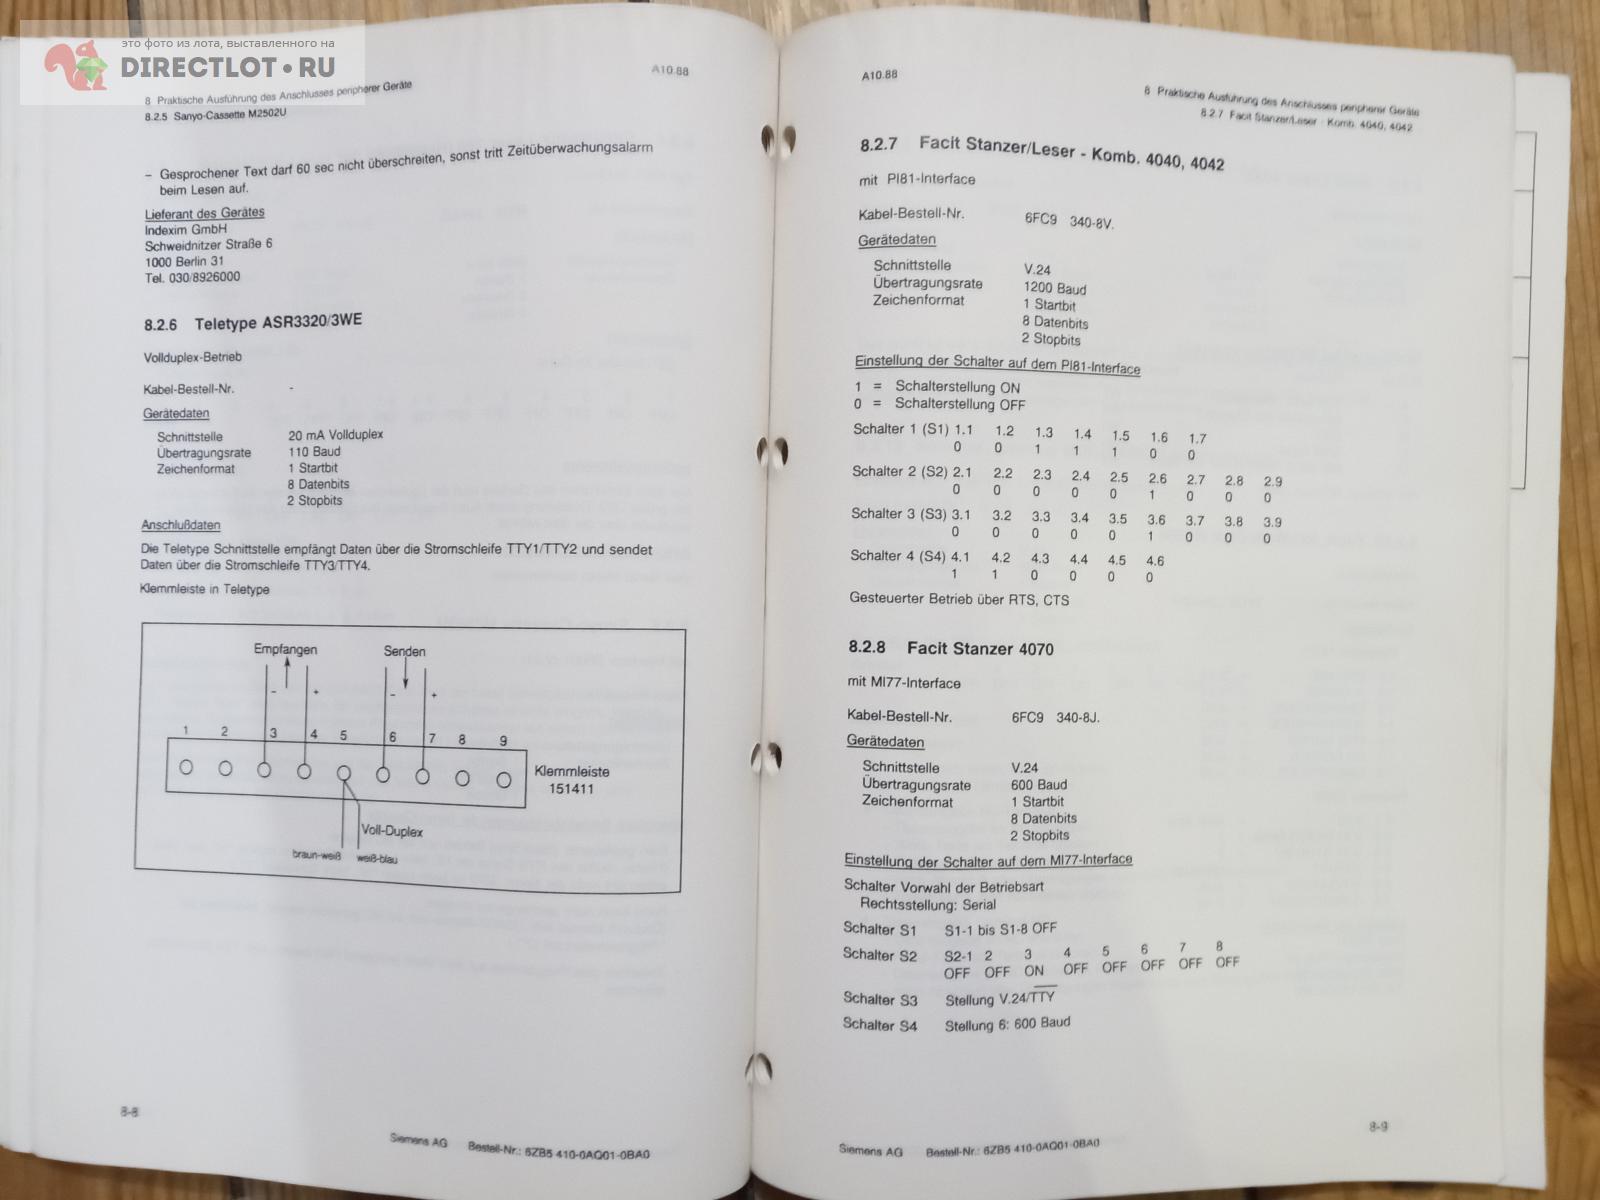 это фото из лота, выставленного на
DIRECTLOT.RU
A10.88
8 Praktische Ausführung des Anschlusses peripherer Geräte
8.2.5 Sanyo-Cassette M2502U
– Gesprochener Text darf 60 sec nicht überschreiten, sonst tritt Zeitüberwachungsalarm
beim Lesen auf.
Lieferant des Gerätes
Indexim GmbH
Schweidnitzer Straße 6
1000 Berlin 31
Tel. 030/8926000
8.2.6 Teletype ASR3320/3WE
Vollduplex-Betrieb
Kabel-Bestell-Nr. -
Gerätedaten
Schnittstelle 20 mA Vollduplex
Übertragungsrate 110 Baud
Zeichenformat 1 Startbit
8 Datenbits
2 Stopbits
Anschlußdaten
Die Teletype Schnittstelle empfängt Daten über die Stromschleife TTY1/TTY2 und sendet
Daten über die Stromschleife TTY3/TTY4.
Klemmleiste in Teletype
Empfangen Senden
- + - +
1 2 3 4 5 6 7 8 9
Klemmleiste
151411
Voll-Duplex
braun-weiß weiß-blau
8-8
Siemens AG Bestell-Nr.: 6ZB5 410-0AQ01-0BA0
A10.88
8 Praktische Ausführung des Anschlusses peripherer Geräte
8.2.7 Facit Stanzer/Leser - Komb. 4040, 4042
8.2.7 Facit Stanzer/Leser - Komb. 4040, 4042
mit PI81-Interface
Kabel-Bestell-Nr. 6FC9 340-8V.
Gerätedaten
Schnittstelle V.24
Übertragungsrate 1200 Baud
Zeichenformat 1 Startbit
8 Datenbits
2 Stopbits
Einstellung der Schalter auf dem PI81-Interface
1 = Schalterstellung ON
0 = Schalterstellung OFF
Schalter 1 (S1) 1.1 1.2 1.3 1.4 1.5 1.6 1.7
0 0 1 1 1 0 0
Schalter 2 (S2) 2.1 2.2 2.3 2.4 2.5 2.6 2.7 2.8 2.9
0 0 0 0 0 1 0 0 0
Schalter 3 (S3) 3.1 3.2 3.3 3.4 3.5 3.6 3.7 3.8 3.9
0 0 0 0 0 1 0 0 0
Schalter 4 (S4) 4.1 4.2 4.3 4.4 4.5 4.6
1 1 0 0 0 0
Gesteuerter Betrieb über RTS, CTS
8.2.8 Facit Stanzer 4070
mit MI77-Interface
Kabel-Bestell-Nr. 6FC9 340-8J.
Gerätedaten
Schnittstelle V.24
Übertragungsrate 600 Baud
Zeichenformat 1 Startbit
8 Datenbits
2 Stopbits
Einstellung der Schalter auf dem MI77-Interface
Schalter Vorwahl der Betriebsart
Rechtsstellung: Serial
Schalter S1 S1-1 bis S1-8 OFF
Schalter S2 S2-1 2 3 4 5 6 7 8
OFF OFF ON OFF OFF OFF OFF OFF
Schalter S3 Stellung V.24/TTY
Schalter S4 Stellung 6: 600 Baud
8-9
Siemens AG Bestell-Nr.: 6ZB5 410-0AQ01-0BA0